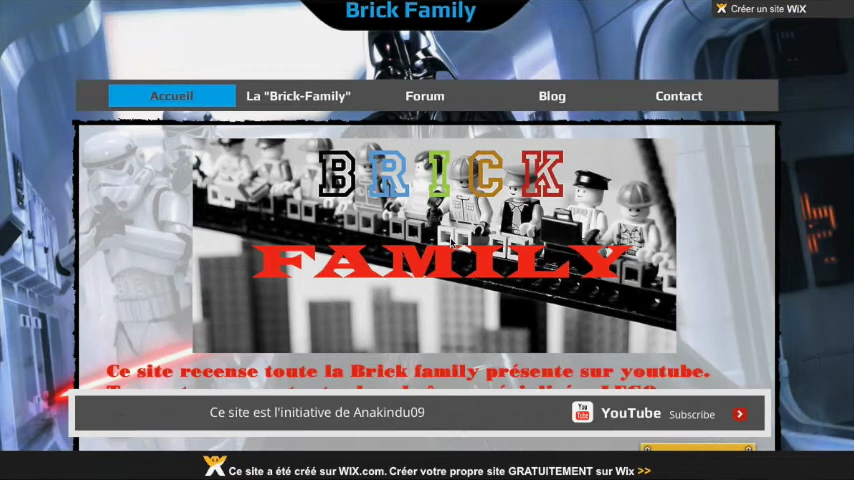 Brick Family
Créer un site WiX
Accueil
La "Brick-Family"
Forum
Blog
Contact
BRICK
FAMILY
Ce site recense toute la Brick family présente sur youtube.
Ce site est l'initiative de Anakindu09
You Tube
YouTube Subscribe
Ce site a été créé sur WIX.com. Créer votre propre site GRATUITEMENT sur Wix >>